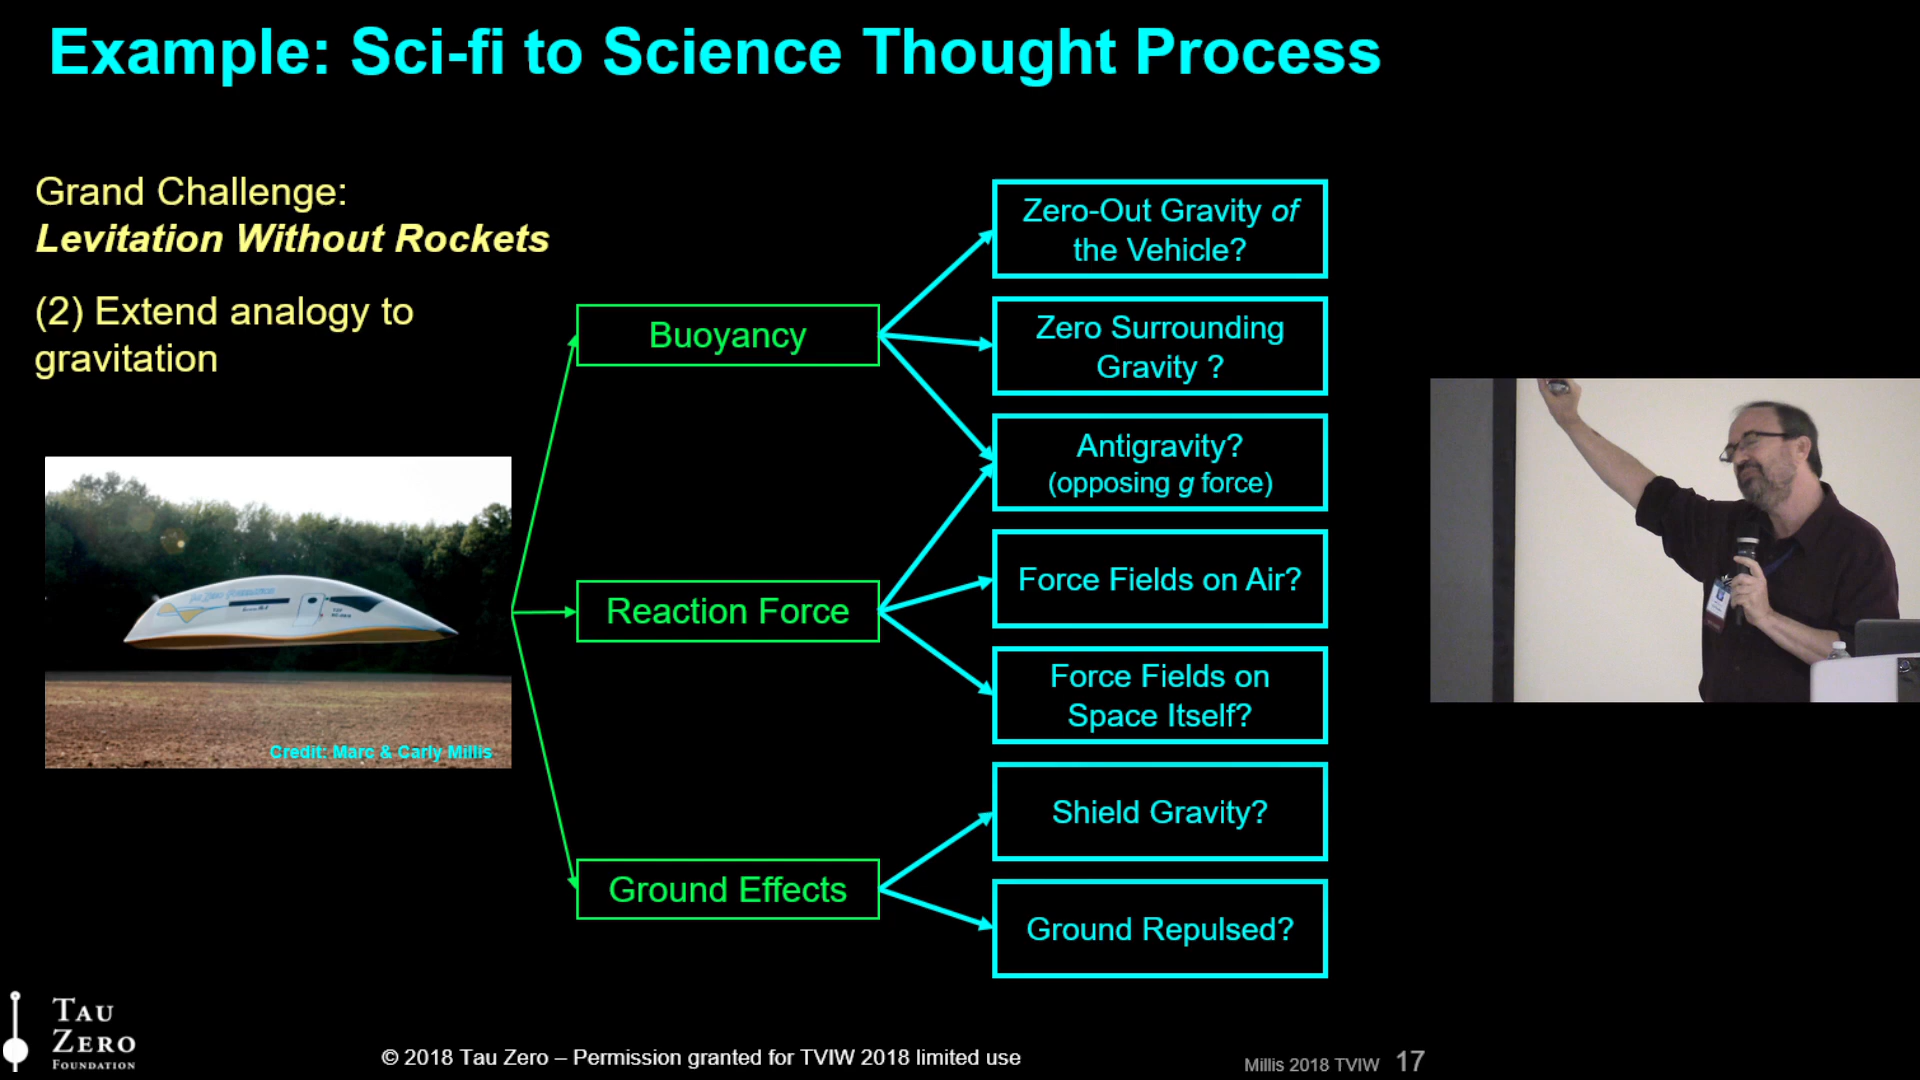 Example: Sci-fi to Science Thought Process
Grand Challenge:
Levitation Without Rockets
(2) Extend analogy to
gravitation
Credit: Marc & Carly Millis
Buoyancy
Reaction Force
Ground Effects
Zero-Out Gravity of
the Vehicle?
Zero Surrounding
Gravity ?
Antigravity?
(opposing g force)
Force Fields on Air?
Force Fields on
Space Itself?
Shield Gravity?
Ground Repulsed?
TAU
ZERO
FOUNDATION
© 2018 Tau Zero – Permission granted for TVIW 2018 limited use
Millis 2018 TVIW 17